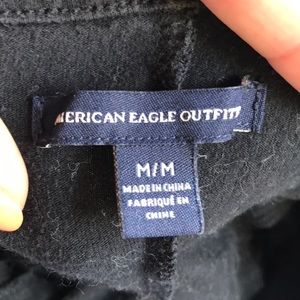 MERICAN EAGLE OUTFITT
M/M
MADE IN CHINA
FABRIQUÉ EN
CHINE